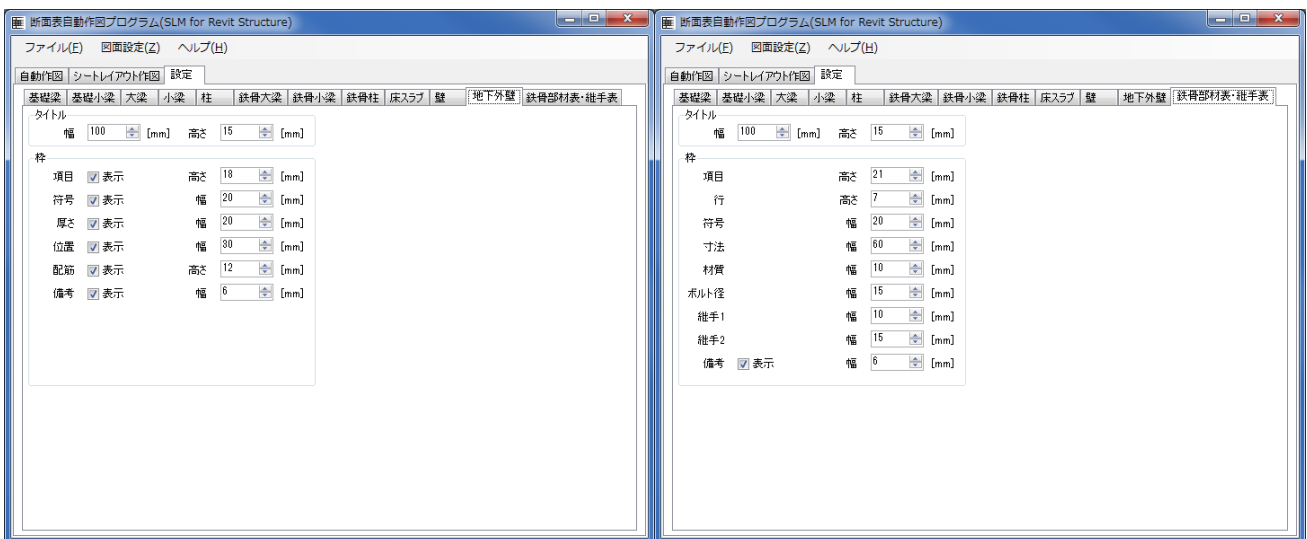 断面表自動作図プログラム(SLM for Revit Structure)
ファイル(F) 図面設定(Z) ヘルプ(H)
自動作図 シートレイアウト作図 設定
基礎梁 基礎小梁 大梁 小梁 柱 鉄骨大梁 鉄骨小梁 鉄骨柱 床スラブ 壁 地下外壁 鉄骨部材表・継手表
タイトル
幅 100 [mm] 高さ 15 [mm]
枠
項目 表示 高さ 18 [mm]
符号 表示 幅 20 [mm]
厚さ 表示 幅 20 [mm]
位置 表示 幅 30 [mm]
配筋 表示 高さ 12 [mm]
備考 表示 幅 6 [mm]
断面表自動作図プログラム(SLM for Revit Structure)
ファイル(F) 図面設定(Z) ヘルプ(H)
自動作図 シートレイアウト作図 設定
基礎梁 基礎小梁 大梁 小梁 柱 鉄骨大梁 鉄骨小梁 鉄骨柱 床スラブ 壁 地下外壁 鉄骨部材表・継手表
タイトル
幅 100 [mm] 高さ 15 [mm]
枠
項目 高さ 21 [mm]
行 高さ 7 [mm]
符号 幅 20 [mm]
寸法 幅 60 [mm]
材質 幅 10 [mm]
ボルト径 幅 15 [mm]
継手1 幅 10 [mm]
継手2 幅 15 [mm]
備考 表示 幅 6 [mm]